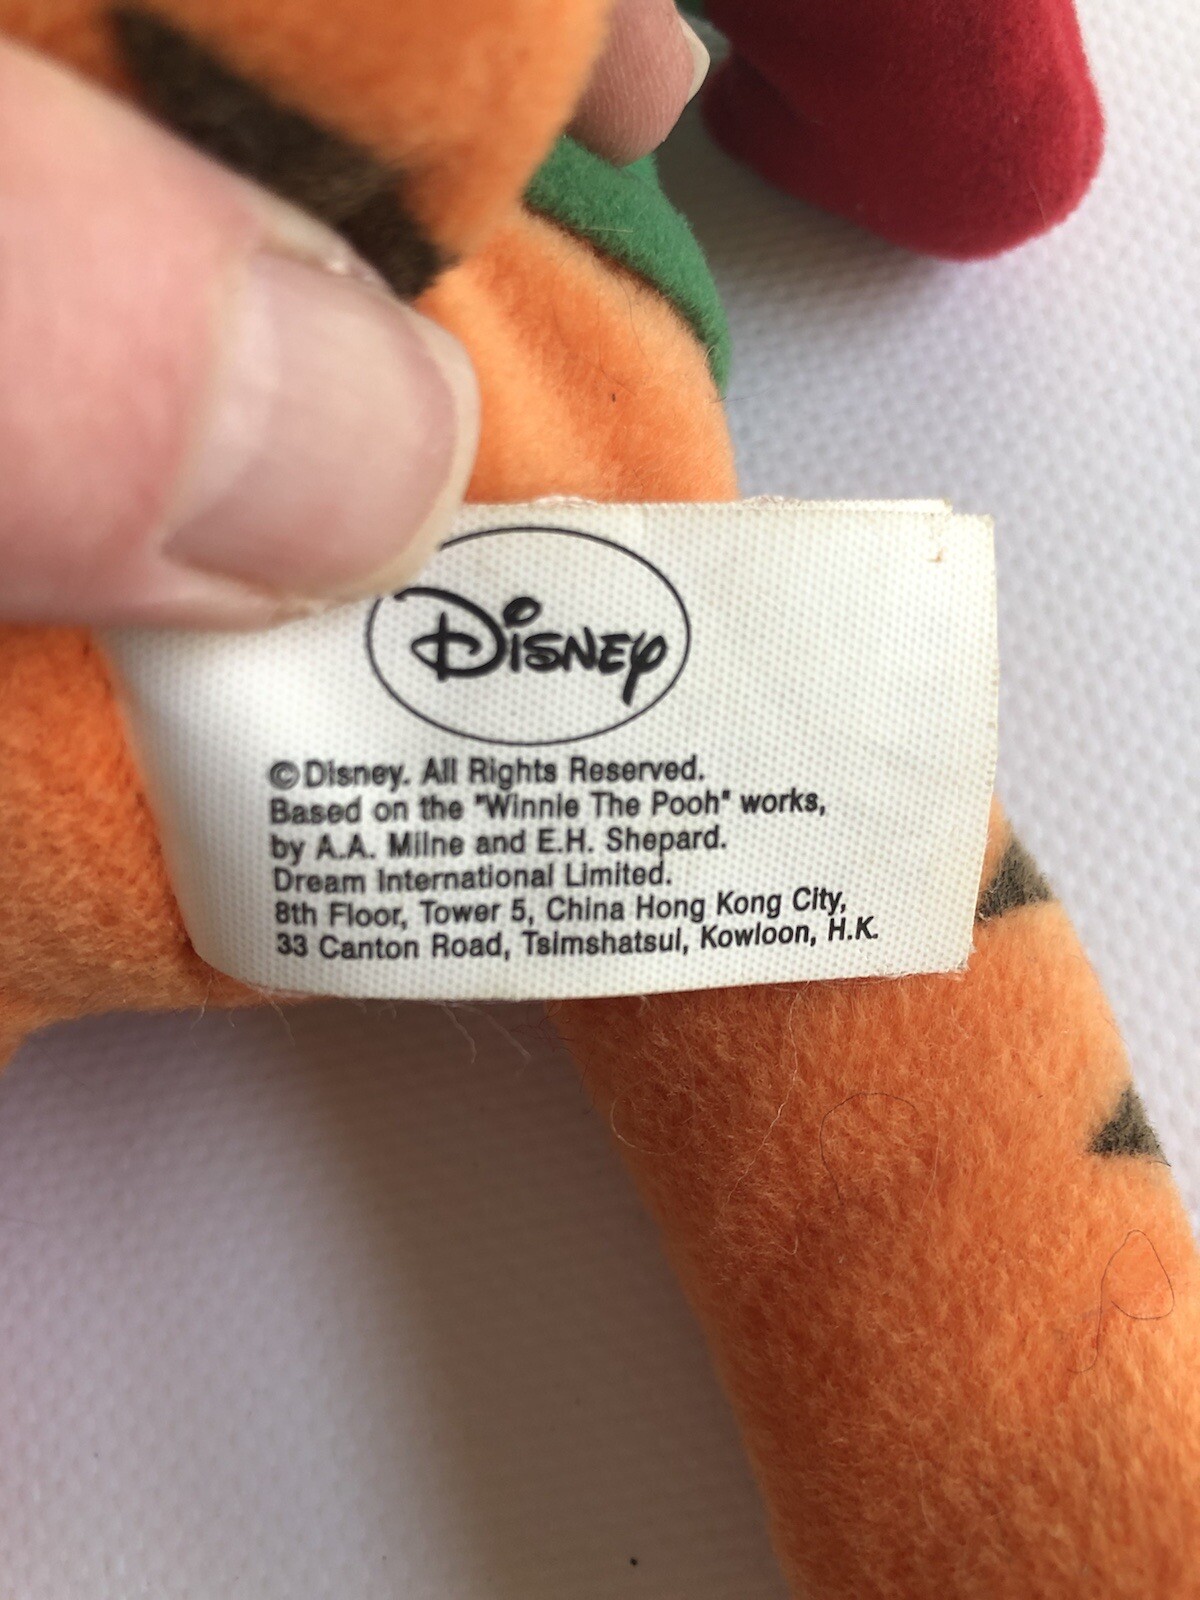 Disney
©Disney. All Rights Reserved.
Based on the "Winnie The Pooh" works,
by A.A. Milne and E.H. Shepard.
Dream International Limited.
8th Floor, Tower 5, China Hong Kong City,
33 Canton Road, Tsimshatsui, Kowloon, H.K.